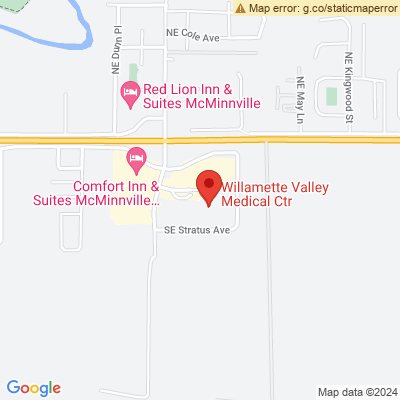 Map error: g.co/staticmaperror
NE Cole Ave
NE Dunn Pl
NE May Ln
NE Kingwood St
Red Lion Inn &
Suites McMinnville
Comfort Inn &
Suites McMinnville...
Willamette Valley
Medical Ctr
SE Stratus Ave
Google
Map data ©2024